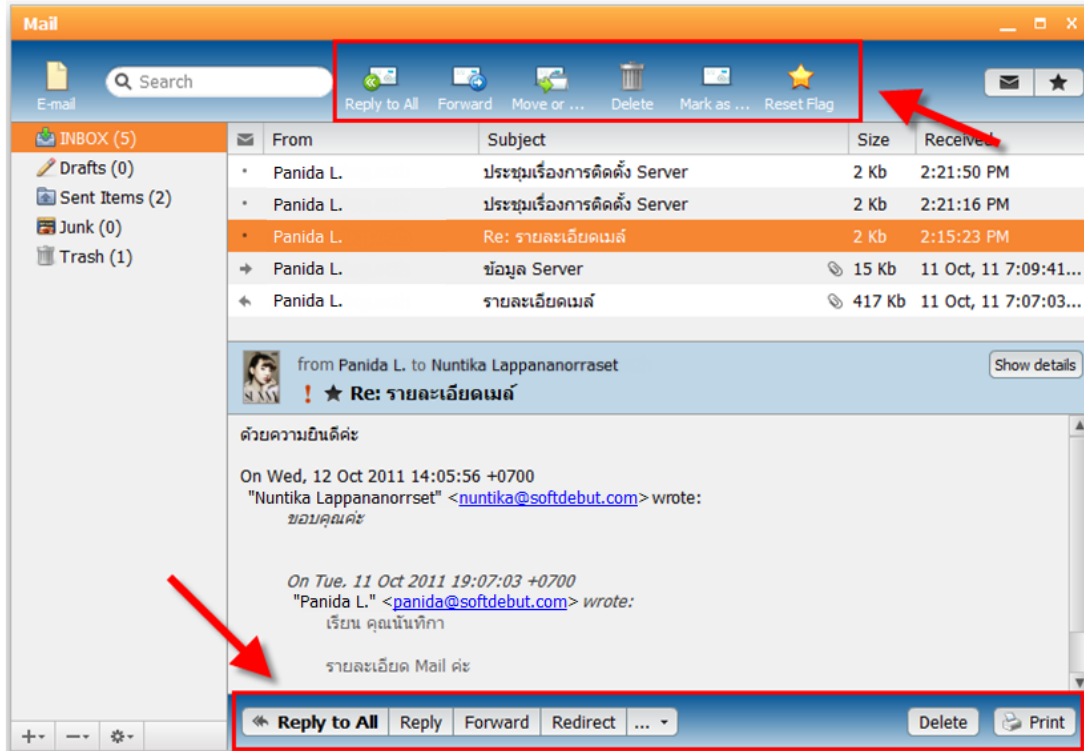 Mail
E-mail
Search
Reply to All Forward Move or ... Delete Mark as ... Reset Flag
INBOX (5)
Drafts (0)
Sent Items (2)
Junk (0)
Trash (1)
From Subject Size Received
Panida L. ประชุมเรื่องการติดตั้ง Server 2 Kb 2:21:50 PM
Panida L. ประชุมเรื่องการติดตั้ง Server 2 Kb 2:21:16 PM
Panida L. Re: รายละเอียดเมล์ 2 Kb 2:15:23 PM
Panida L. ข้อมูล Server 15 Kb 11 Oct, 11 7:09:41...
Panida L. รายละเอียดเมล์ 417 Kb 11 Oct, 11 7:07:03...
from Panida L. to Nuntika Lappananorraset
Show details
! ★ Re: รายละเอียดเมล์
ด้วยความยินดีค่ะ
On Wed, 12 Oct 2011 14:05:56 +0700
"Nuntika Lappananorrset" <nuntika@softdebut.com> wrote:
ขอบคุณค่ะ
On Tue, 11 Oct 2011 19:07:03 +0700
"Panida L." <panida@softdebut.com> wrote:
เรียน คุณนันทิกา
รายละเอียด Mail ค่ะ
Reply to All Reply Forward Redirect ... Delete Print